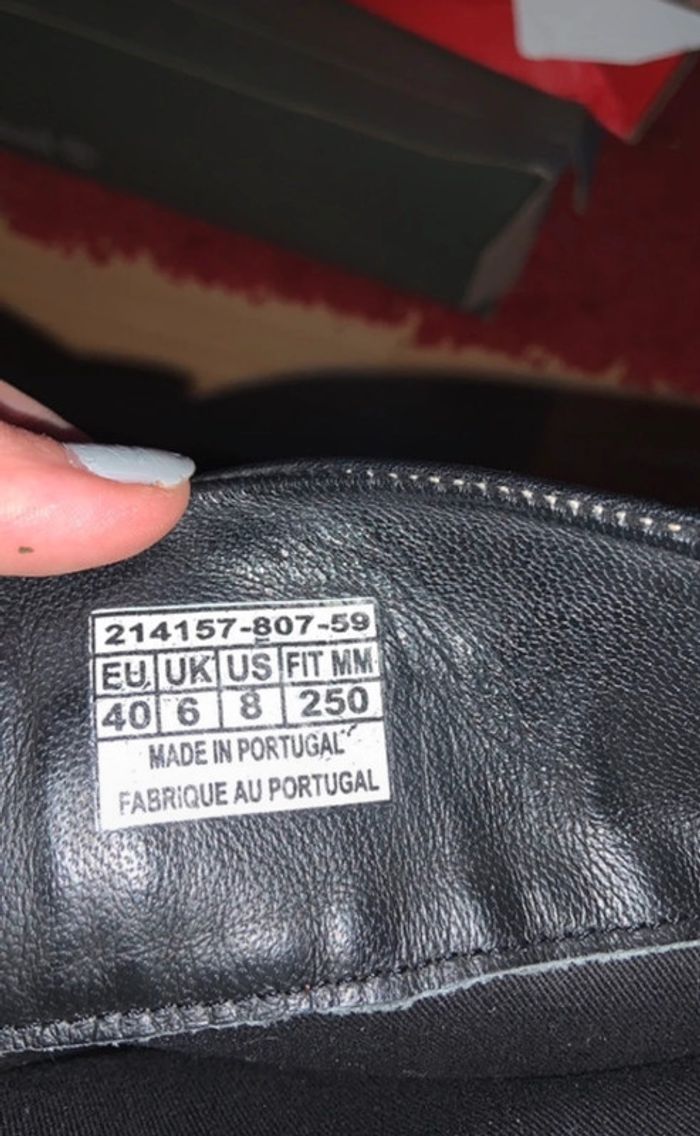 214157-807-59
EU UK US FIT MM
40 6 8 250
MADE IN PORTUGAL
FABRIQUE AU PORTUGAL